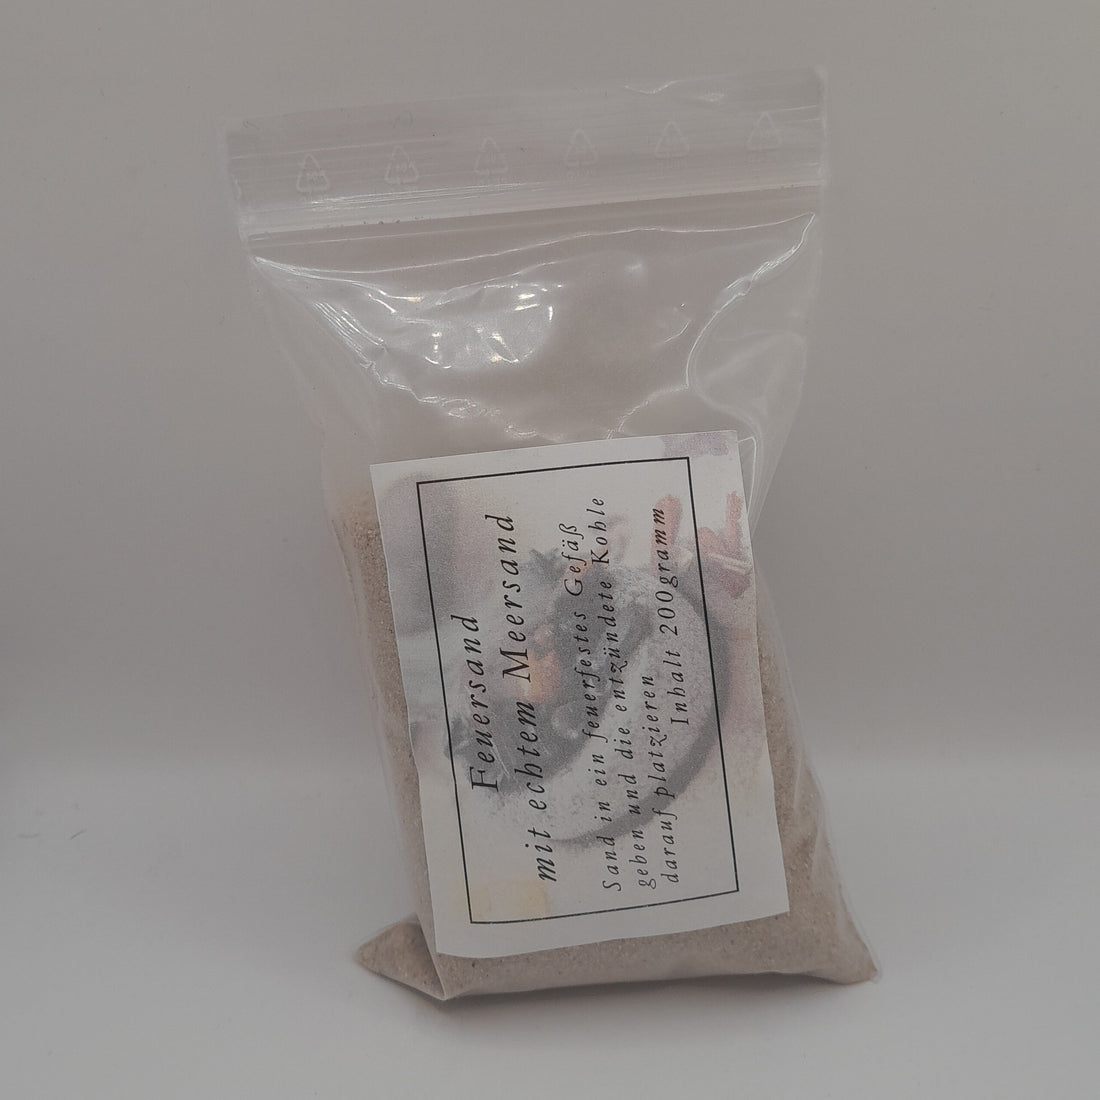 Feuersand
mit echtem Meersand
Sand in ein feuerfestes Gefäß
geben und die entzündete Kohle
darauf platzieren
Inhalt 200gramm